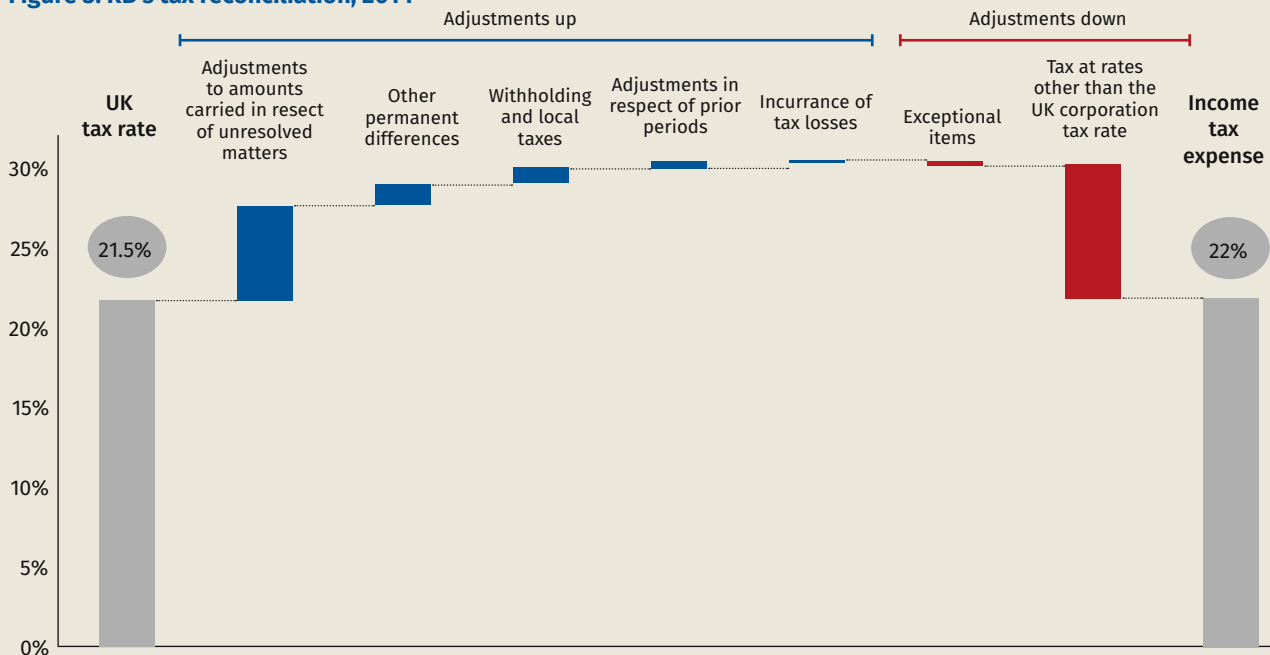 Figure tax reconciliation,
Adjustments up
Adjustments down
UK
tax rate
Adjustments
to amounts
carried in resect
of unresolved
matters
Other
permanent
differences
Withholding
and local
taxes
Adjustments in
respect of prior
periods
Incurrance of
tax losses
Exceptional
items
Tax at rates
other than the
UK corporation
tax rate
Income
tax
expense
30%
25%
20%
15%
10%
5%
0%
21.5%
22%